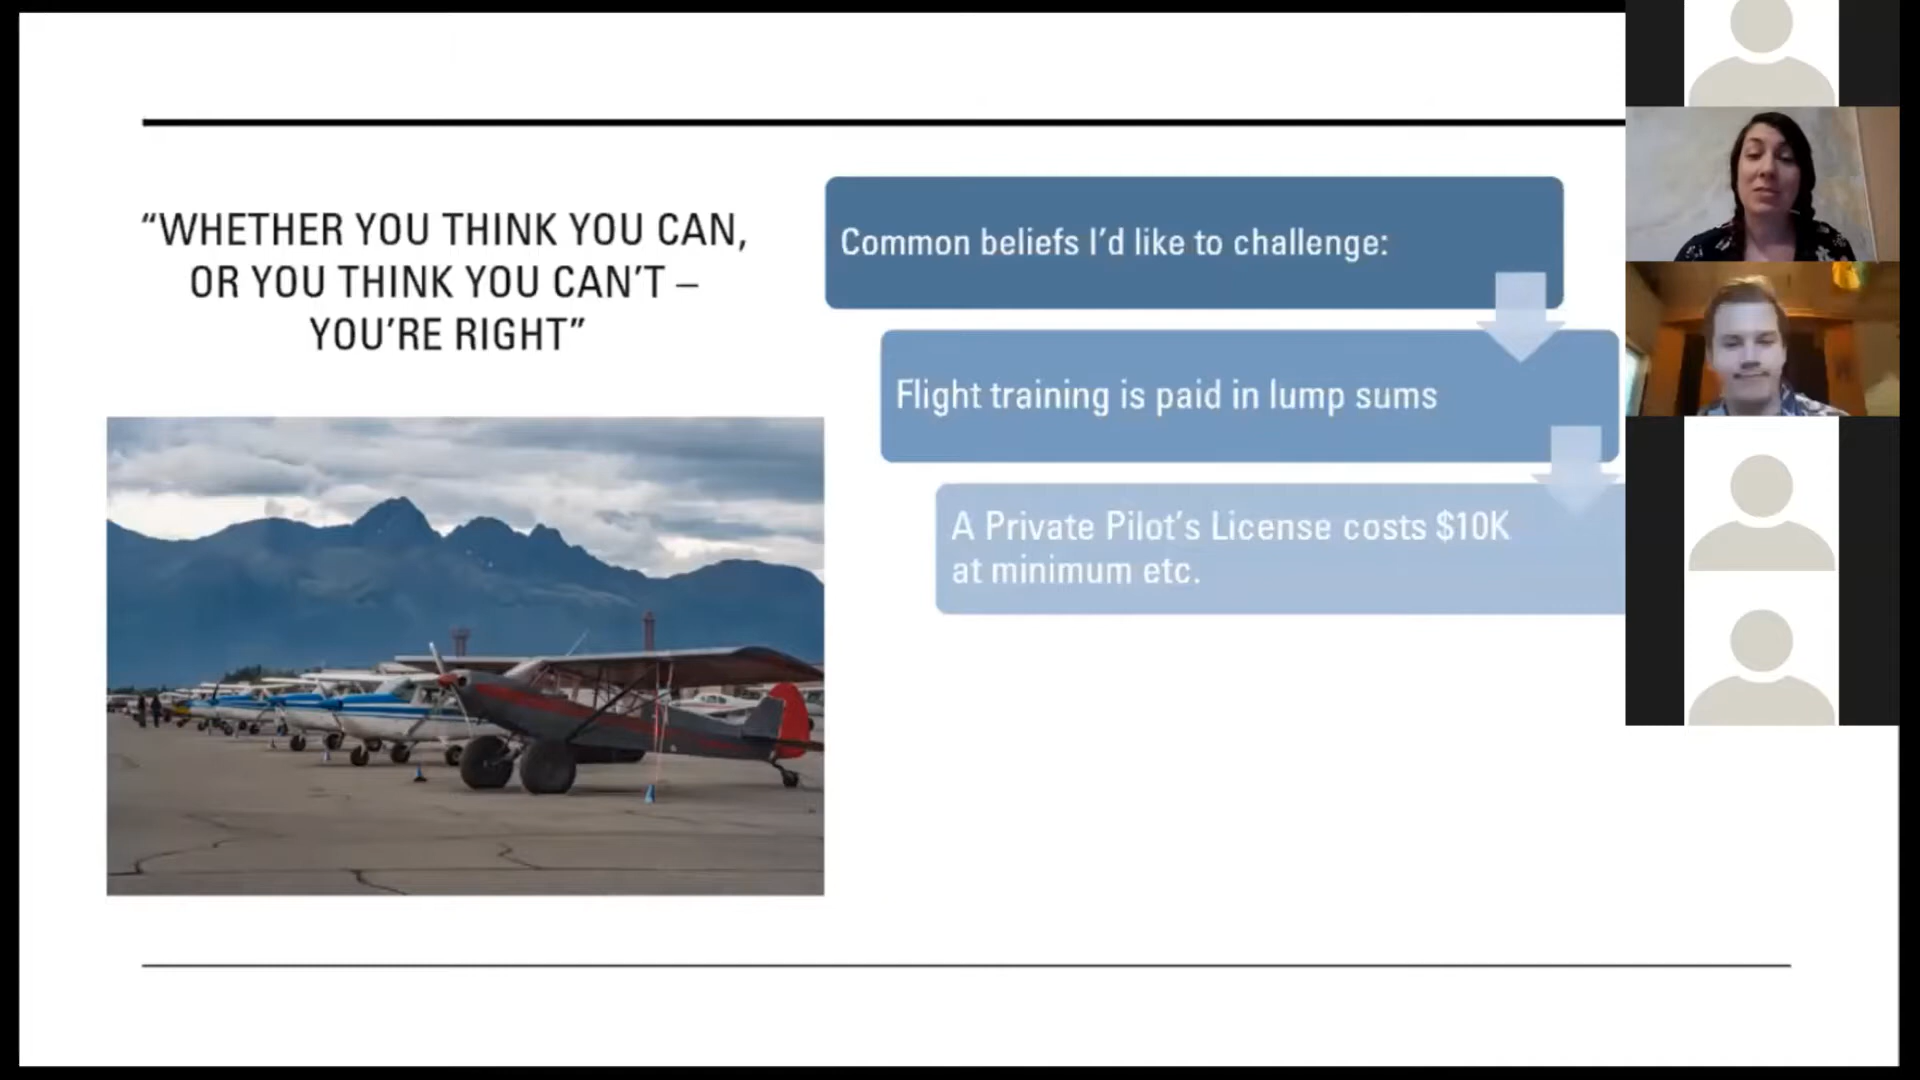 “WHETHER YOU THINK YOU CAN,
OR YOU THINK YOU CAN’T –
YOU’RE RIGHT”
Common beliefs I’d like to challenge:
Flight training is paid in lump sums
A Private Pilot’s License costs $10K
at minimum etc.